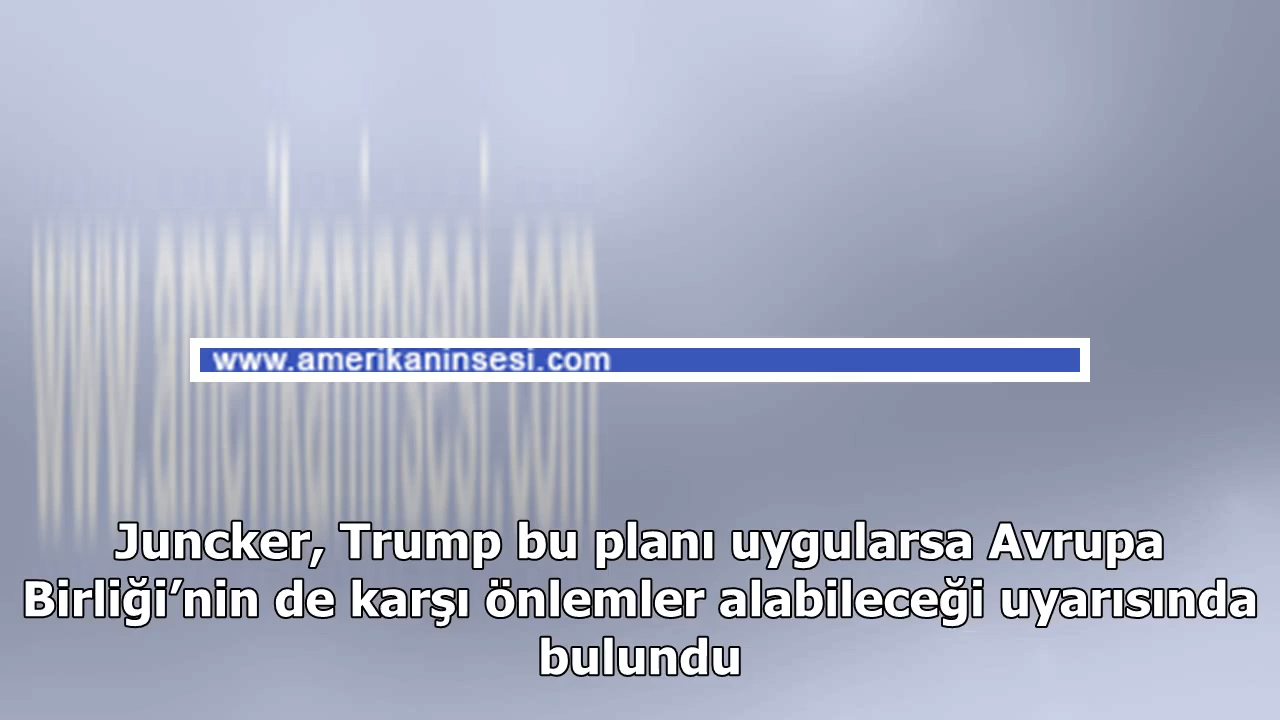 www.amerikaninsesi.com
Juncker, Trump bu planı uygularsa Avrupa
Birliği’nin de karşı önlemler alabileceği uyarısında
bulundu